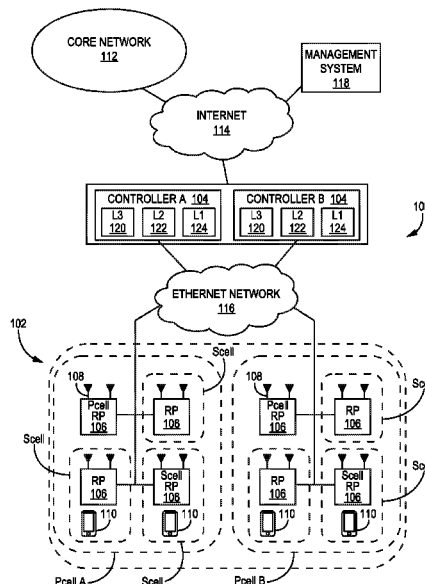 CORE NETWORK
112
MANAGEMENT
SYSTEM
118
INTERNET
114
CONTROLLER A 104
CONTROLLER B 104
L3 L2 L1
120 122 124
L3 L2 L1
120 122 124
10
ETHERNET NETWORK
116
102
Scell
108
108
Pcell
RP
106
RP
106
Pcell
RP
106
RP
106
Sc
Scell
RP
106
Scell
RP
106
RP
106
Scell
RP
106
Sc
110
110
110
110
Pcell A
Scell
Pcell B